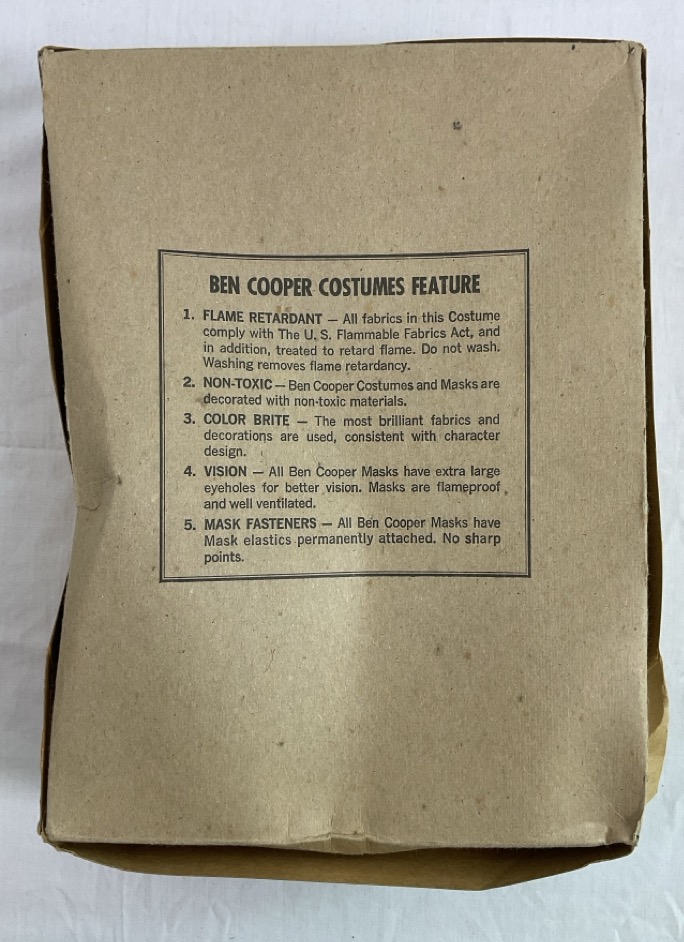 BEN COOPER COSTUMES FEATURE
1. FLAME RETARDANT — All fabrics in this Costume
comply with The U. S. Flammable Fabrics Act, and
in addition, treated to retard flame. Do not wash.
Washing removes flame retardancy.
2. NON-TOXIC — Ben Cooper Costumes and Masks are
decorated with non-toxic materials.
3. COLOR BRITE — The most brilliant fabrics and
decorations are used, consistent with character
design.
4. VISION — All Ben Cooper Masks have extra large
eyeholes for better vision. Masks are flameproof
and well ventilated.
5. MASK FASTENERS — All Ben Cooper Masks have
Mask elastics permanently attached. No sharp
points.